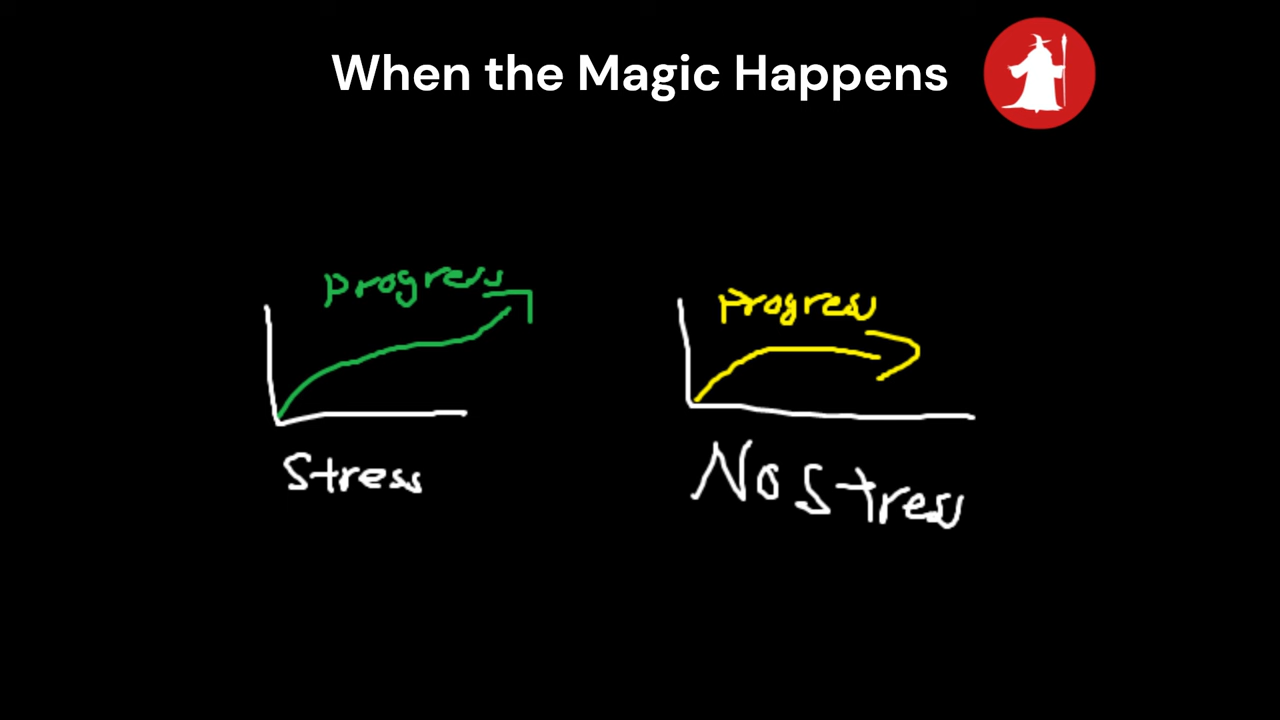 When the Magic Happens
Progress
Progress
Stress
No Stress